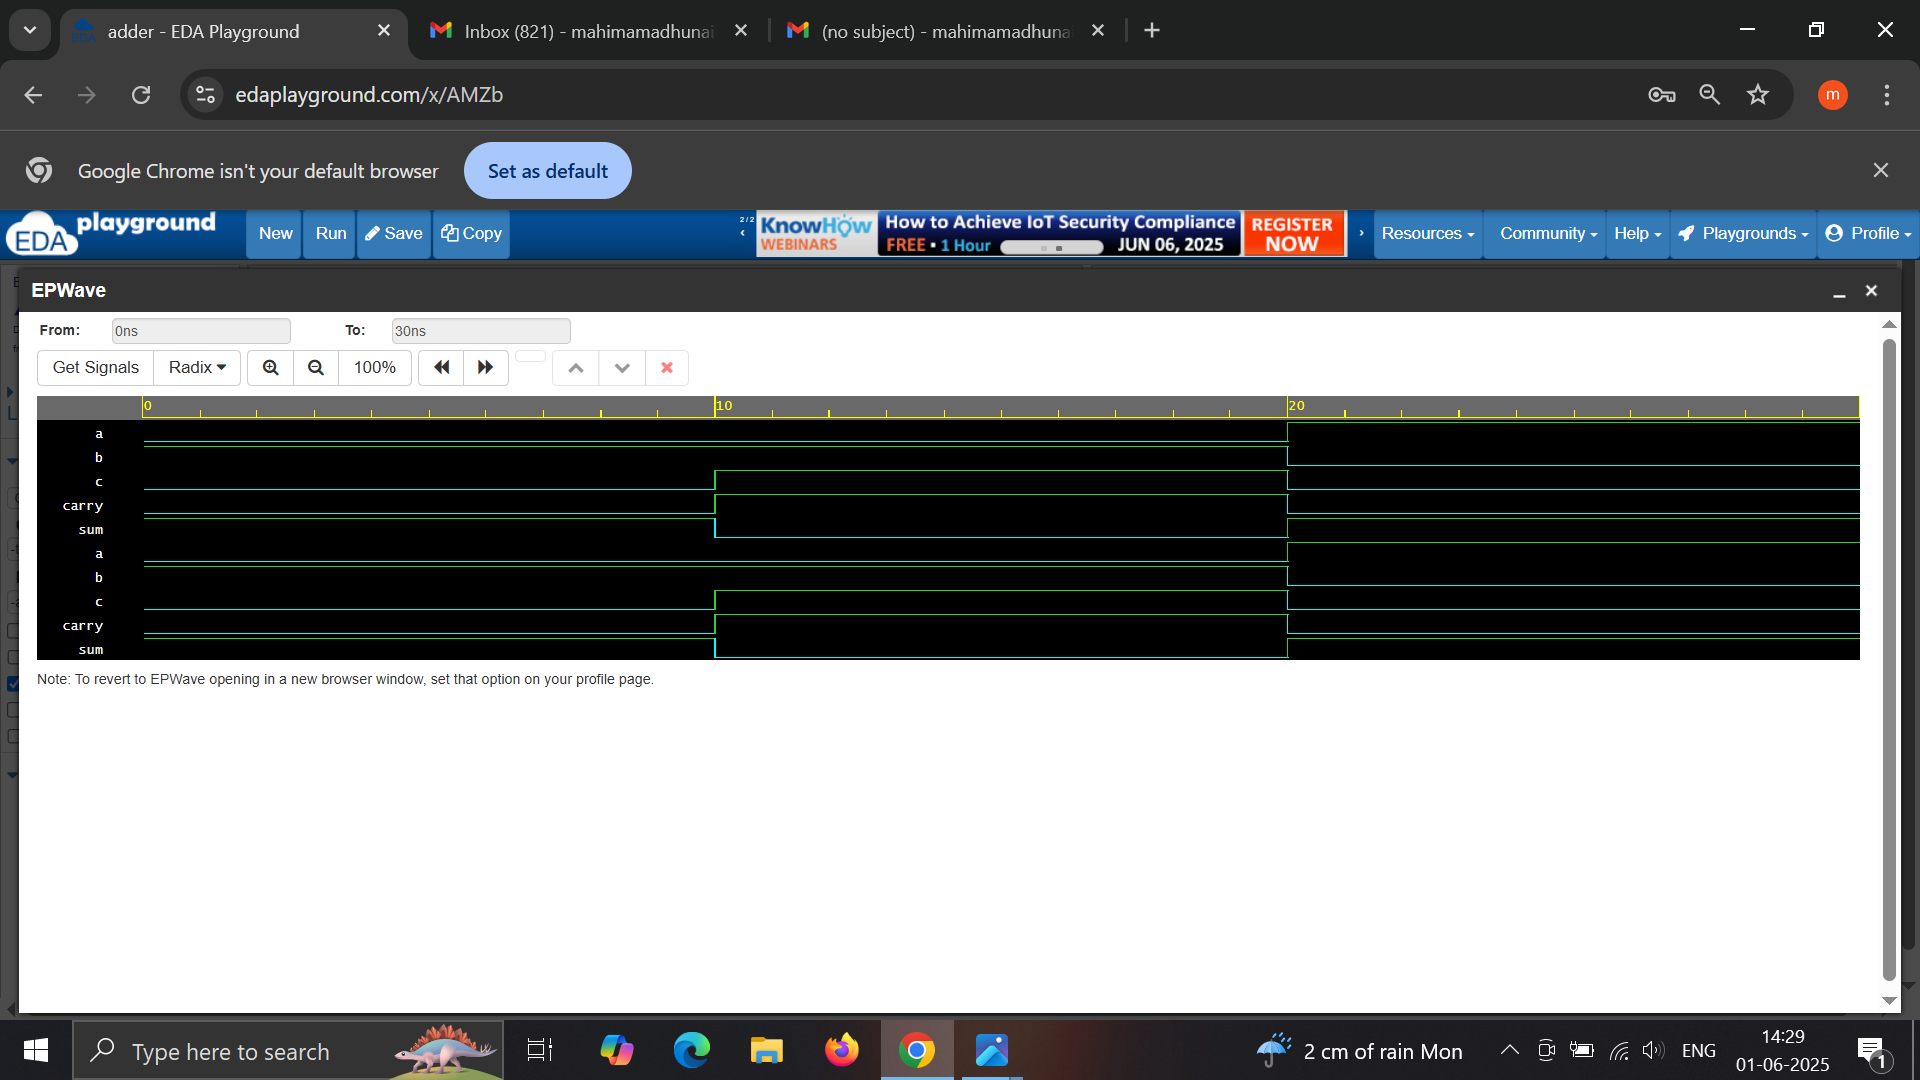 adder - EDA Playground
Inbox (821) - mahimamadhunai
(no subject) - mahimamadhuna
edaplayground.com/x/AMZb
m
Google Chrome isn't your default browser
Set as default
EDA playground
New
Run
Save
Copy
2/2
KnowHow WEBINARS
How to Achieve IoT Security Compliance
FREE • 1 Hour
JUN 06, 2025
REGISTER NOW
Resources
Community
Help
Playgrounds
Profile
EPWave
From:
0ns
To:
30ns
Get Signals
Radix
100%
0
10
20
a
b
c
carry
sum
a
b
c
carry
sum
Note: To revert to EPWave opening in a new browser window, set that option on your profile page.
Type here to search
2 cm of rain Mon
ENG
14:29
01-06-2025
1